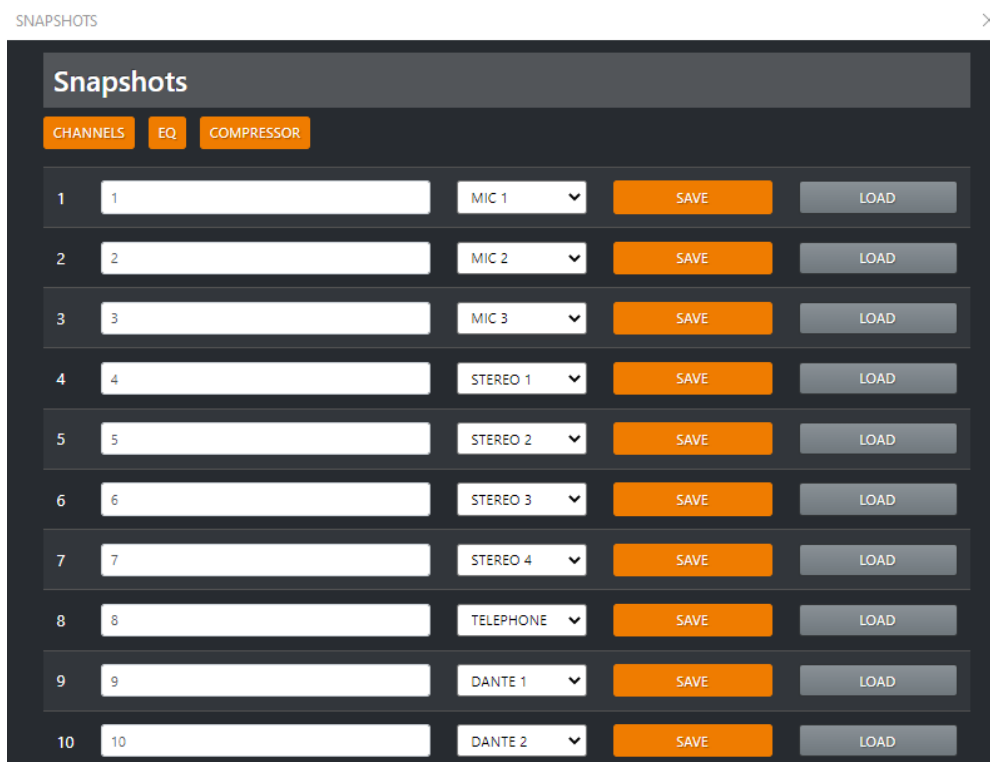 SNAPSHOTS
Snapshots
CHANNELS EQ COMPRESSOR
1 1 MIC 1 SAVE LOAD
2 2 MIC 2 SAVE LOAD
3 3 MIC 3 SAVE LOAD
4 4 STEREO 1 SAVE LOAD
5 5 STEREO 2 SAVE LOAD
6 6 STEREO 3 SAVE LOAD
7 7 STEREO 4 SAVE LOAD
8 8 TELEPHONE SAVE LOAD
9 9 DANTE 1 SAVE LOAD
10 10 DANTE 2 SAVE LOAD